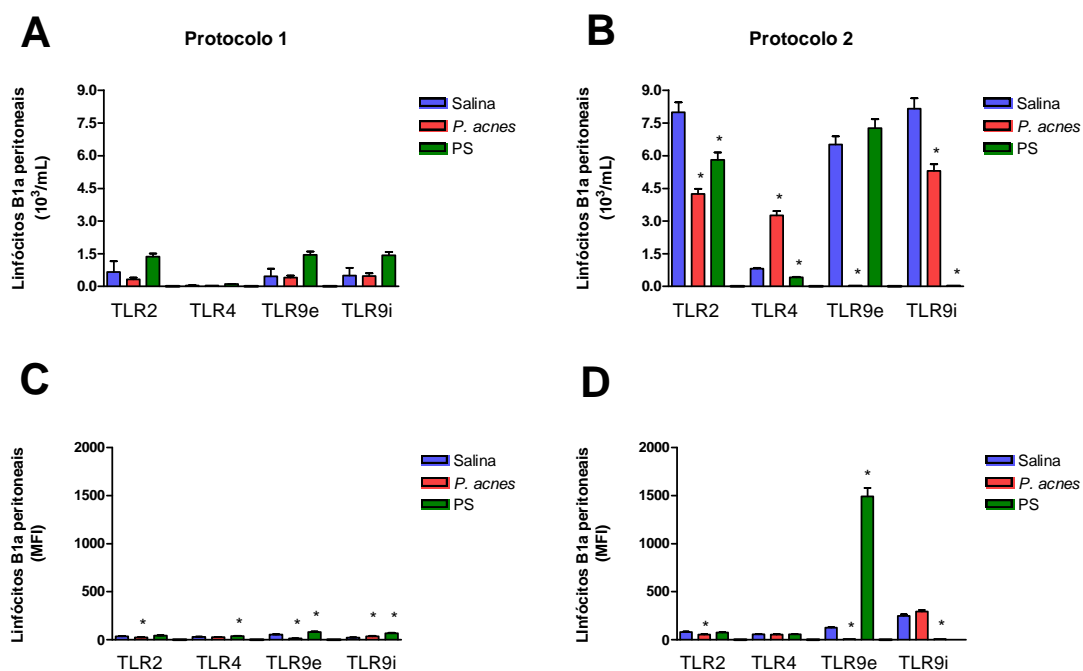 A
Protocolo 1
Linfócitos B1a peritoneais
(10³/mL)
9.0
7.5
6.0
4.5
3.0
1.5
0.0
TLR2 TLR4 TLR9e TLR9i
Salina
P. acnes
PS
B
Protocolo 2
Linfócitos B1a peritoneais
(10³/mL)
9.0
7.5
6.0
4.5
3.0
1.5
0.0
* * * * * * *
TLR2 TLR4 TLR9e TLR9i
Salina
P. acnes
PS
C
Linfócitos B1a peritoneais
(MFI)
2000
1500
1000
500
0
* * * * * *
TLR2 TLR4 TLR9e TLR9i
Salina
P. acnes
PS
D
Linfócitos B1a peritoneais
(MFI)
2000
1500
1000
500
0
* * * *
TLR2 TLR4 TLR9e TLR9i
Salina
P. acnes
PS